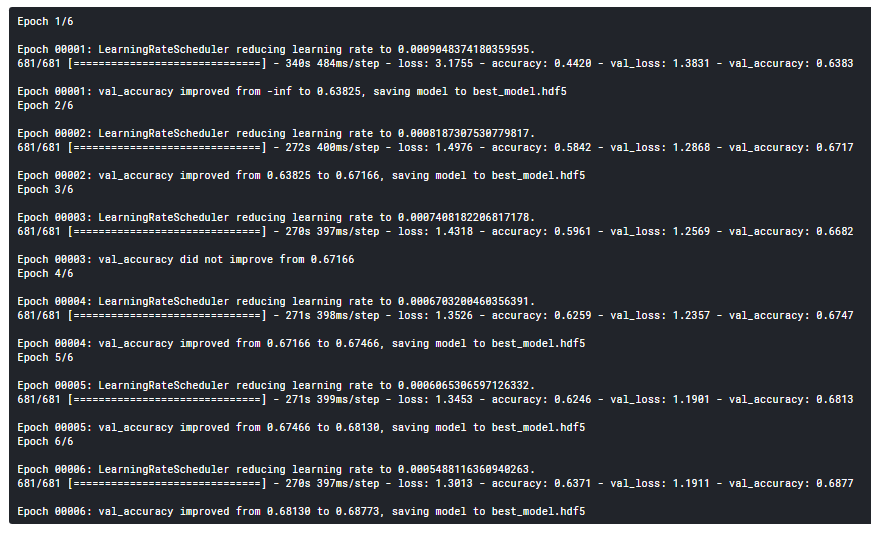 Epoch 1/6
Epoch 00001: LearningRateScheduler reducing learning rate to 0.0009048374180359595.
681/681 [==============================] - 340s 484ms/step - loss: 3.1755 - accuracy: 0.4420 - val_loss: 1.3831 - val_accuracy: 0.6383
Epoch 00001: val_accuracy improved from -inf to 0.63825, saving model to best_model.hdf5
Epoch 2/6
Epoch 00002: LearningRateScheduler reducing learning rate to 0.0008187307530779817.
681/681 [==============================] - 272s 400ms/step - loss: 1.4976 - accuracy: 0.5842 - val_loss: 1.2868 - val_accuracy: 0.6717
Epoch 00002: val_accuracy improved from 0.63825 to 0.67166, saving model to best_model.hdf5
Epoch 3/6
Epoch 00003: LearningRateScheduler reducing learning rate to 0.0007408182206817178.
681/681 [==============================] - 270s 397ms/step - loss: 1.4318 - accuracy: 0.5961 - val_loss: 1.2569 - val_accuracy: 0.6682
Epoch 00003: val_accuracy did not improve from 0.67166
Epoch 4/6
Epoch 00004: LearningRateScheduler reducing learning rate to 0.0006703200460356391.
681/681 [==============================] - 271s 398ms/step - loss: 1.3526 - accuracy: 0.6259 - val_loss: 1.2357 - val_accuracy: 0.6747
Epoch 00004: val_accuracy improved from 0.67166 to 0.67466, saving model to best_model.hdf5
Epoch 5/6
Epoch 00005: LearningRateScheduler reducing learning rate to 0.0006065306597126332.
681/681 [==============================] - 271s 399ms/step - loss: 1.3453 - accuracy: 0.6246 - val_loss: 1.1901 - val_accuracy: 0.6813
Epoch 00005: val_accuracy improved from 0.67466 to 0.68130, saving model to best_model.hdf5
Epoch 6/6
Epoch 00006: LearningRateScheduler reducing learning rate to 0.0005488116360940263.
681/681 [==============================] - 270s 397ms/step - loss: 1.3013 - accuracy: 0.6371 - val_loss: 1.1911 - val_accuracy: 0.6877
Epoch 00006: val_accuracy improved from 0.68130 to 0.68773, saving model to best_model.hdf5